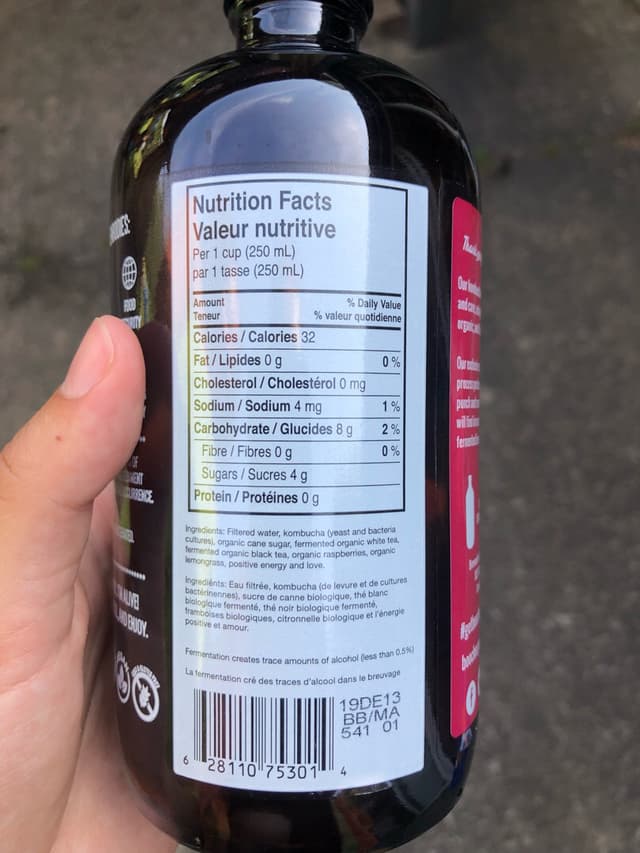 Nutrition Facts
Valeur nutritive
Per 1 cup (250 mL)
par 1 tasse (250 mL)
Amount % Daily Value
Teneur % valeur quotidienne
Calories / Calories 32
Fat / Lipides 0 g 0 %
Cholesterol / Cholestérol 0 mg
Sodium / Sodium 4 mg 1 %
Carbohydrate / Glucides 8 g 2 %
Fibre / Fibres 0 g 0 %
Sugars / Sucres 4 g
Protein / Protéines 0 g
Ingredients: Filtered water, kombucha (yeast and bacteria
cultures), organic cane sugar, fermented organic white tea,
fermented organic black tea, organic raspberries, organic
lemongrass, positive energy and love.
Ingrédients: Eau filtrée, kombucha (de levure et de cultures
bactériennes), sucre de canne biologique, thé blanc
biologique fermenté, thé noir biologique fermenté,
framboises biologiques, citronnelle biologique et l'énergie
positive et amour.
Fermentation creates trace amounts of alcohol (less than 0.5%)
La fermentation cré des traces d'alcool dans le breuvage
19DE13
BB/MA
541 01
6 28110 75301 4
FOOD
AND ENJOY.
Our
and
organic
Our